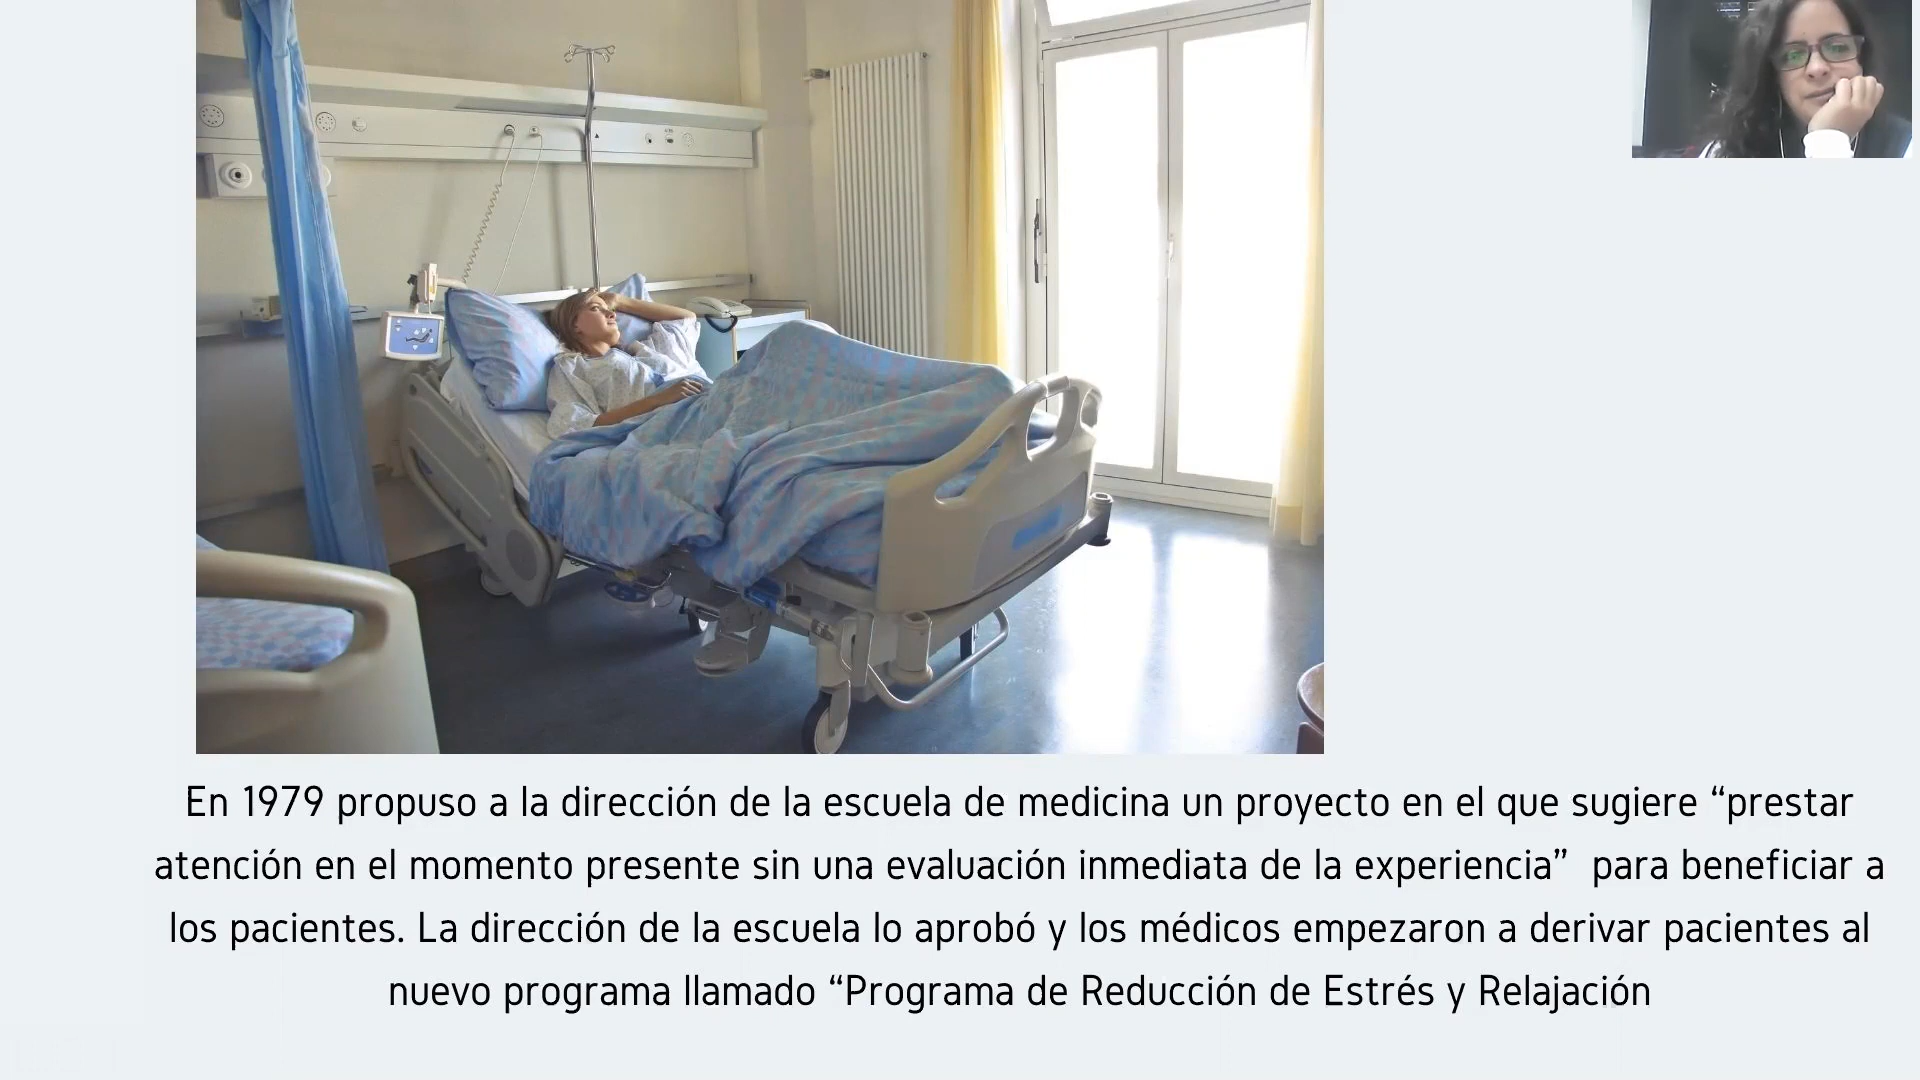 En 1979 propuso a la dirección de la escuela de medicina un proyecto en el que sugiere “prestar
atención en el momento presente sin una evaluación inmediata de la experiencia”  para beneficiar a
los pacientes. La dirección de la escuela lo aprobó y los médicos empezaron a derivar pacientes al
nuevo programa llamado “Programa de Reducción de Estrés y Relajación